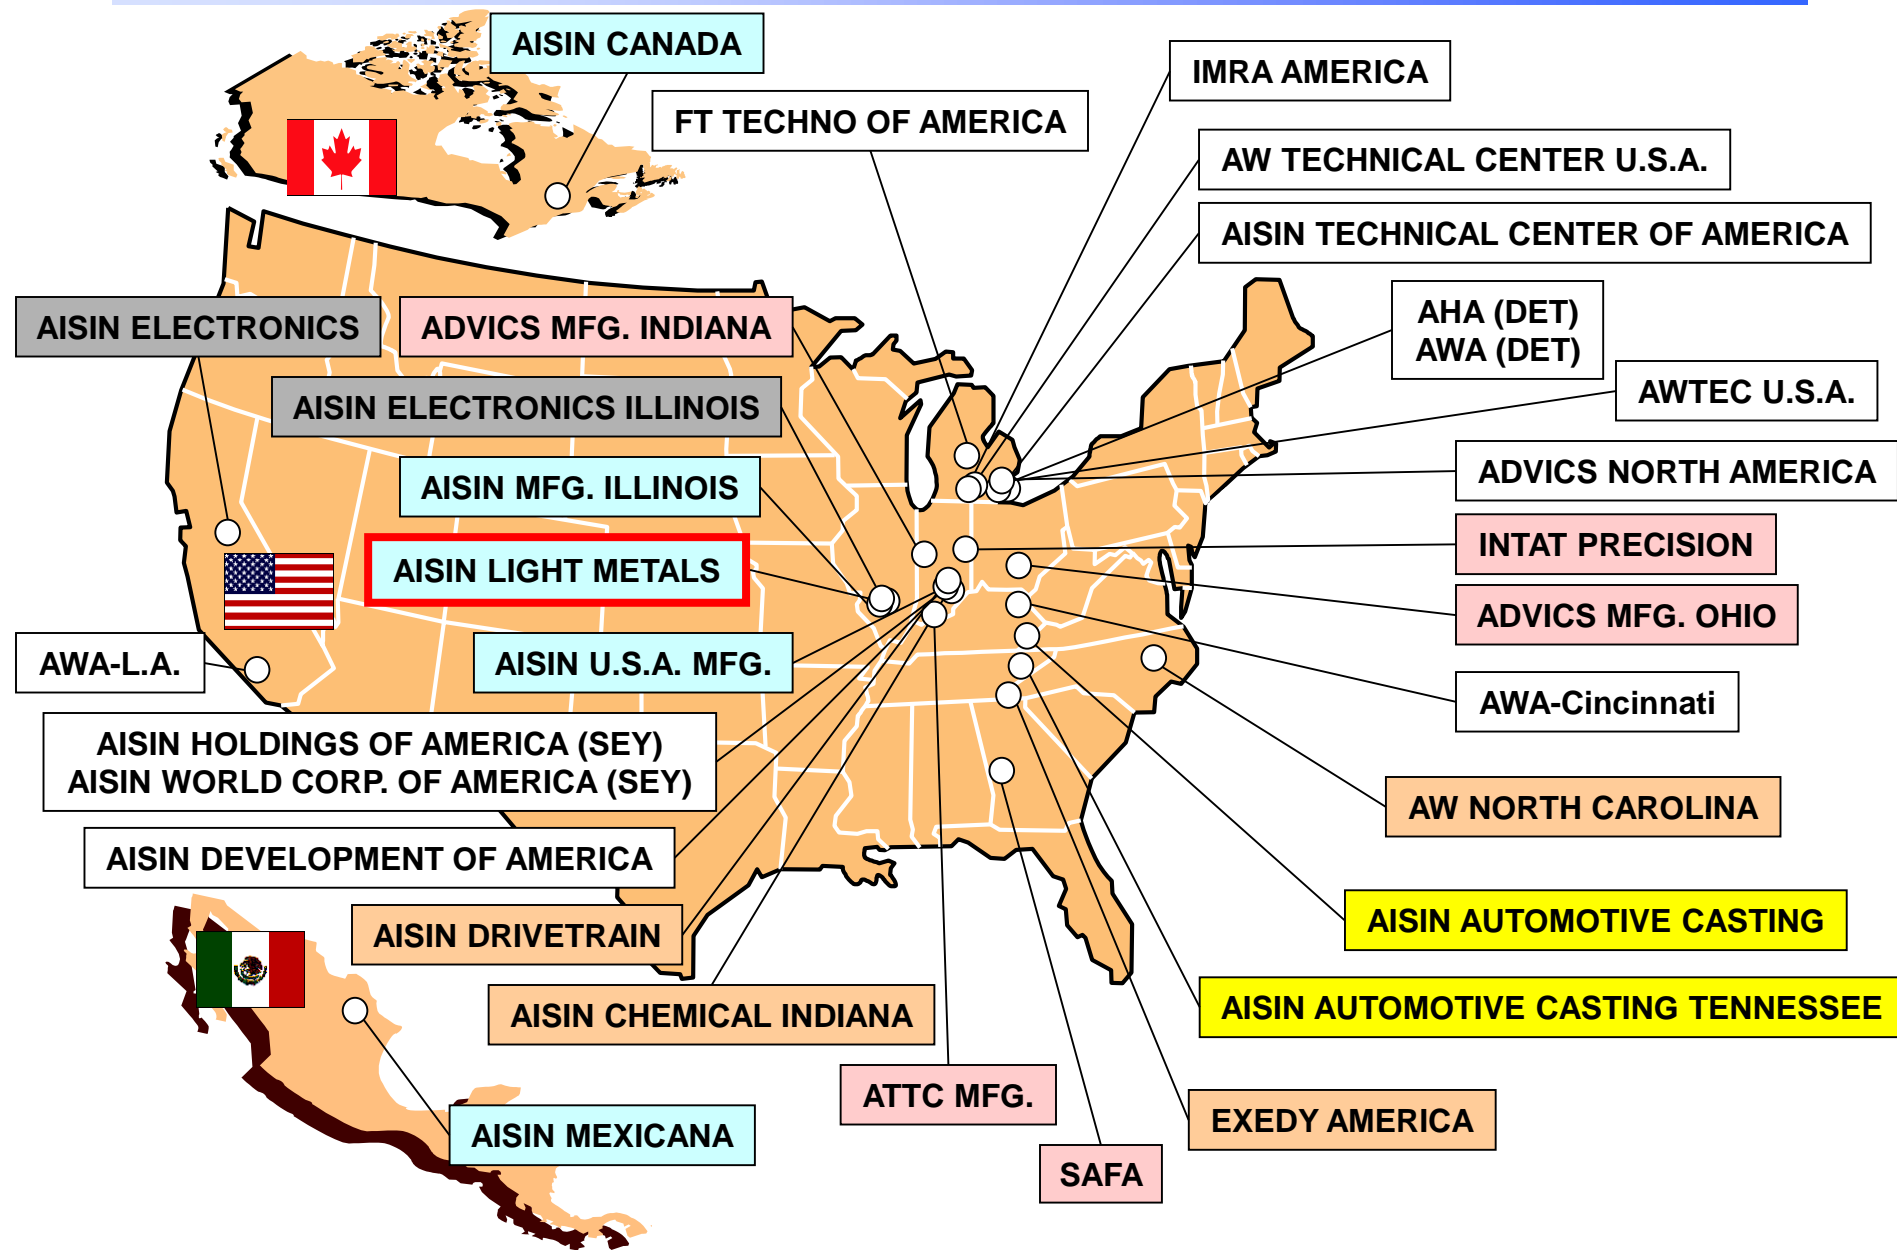 AISIN CANADA
IMRA AMERICA
FT TECHNO OF AMERICA
AW TECHNICAL CENTER U.S.A.
AISIN TECHNICAL CENTER OF AMERICA
AISIN ELECTRONICS
ADVICS MFG. INDIANA
AHA (DET)
AWA (DET)
AISIN ELECTRONICS ILLINOIS
AWTEC U.S.A.
AISIN MFG. ILLINOIS
ADVICS NORTH AMERICA
INTAT PRECISION
AISIN LIGHT METALS
ADVICS MFG. OHIO
AWA-L.A.
AISIN U.S.A. MFG.
AWA-Cincinnati
AISIN HOLDINGS OF AMERICA (SEY)
AISIN WORLD CORP. OF AMERICA (SEY)
AW NORTH CAROLINA
AISIN DEVELOPMENT OF AMERICA
AISIN DRIVETRAIN
AISIN AUTOMOTIVE CASTING
AISIN CHEMICAL INDIANA
AISIN AUTOMOTIVE CASTING TENNESSEE
ATTC MFG.
EXEDY AMERICA
AISIN MEXICANA
SAFA